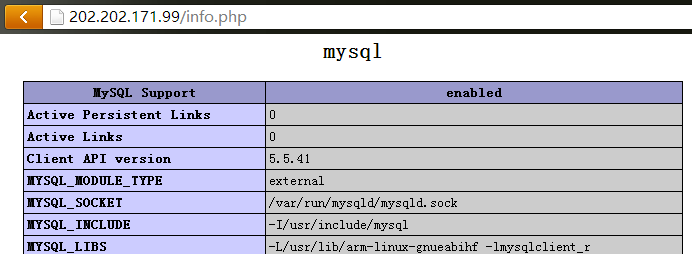 202.202.171.99/info.php
mysql
MySQL Support enabled
Active Persistent Links 0
Active Links 0
Client API version 5.5.41
MYSQL_MODULE_TYPE external
MYSQL_SOCKET /var/run/mysqld/mysqld.sock
MYSQL_INCLUDE -I/usr/include/mysql
MYSQL_LIBS -L/usr/lib/arm-linux-gnueabihf -lmysqlclient_r